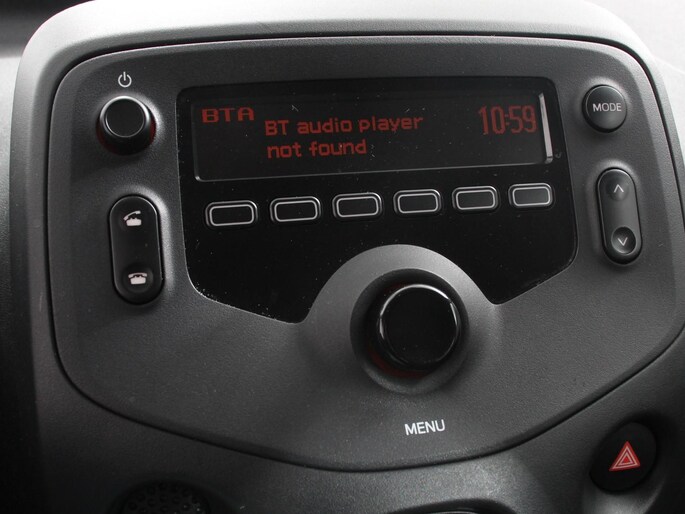 BTA
BT audio player
not found
10:59
MODE
MENU